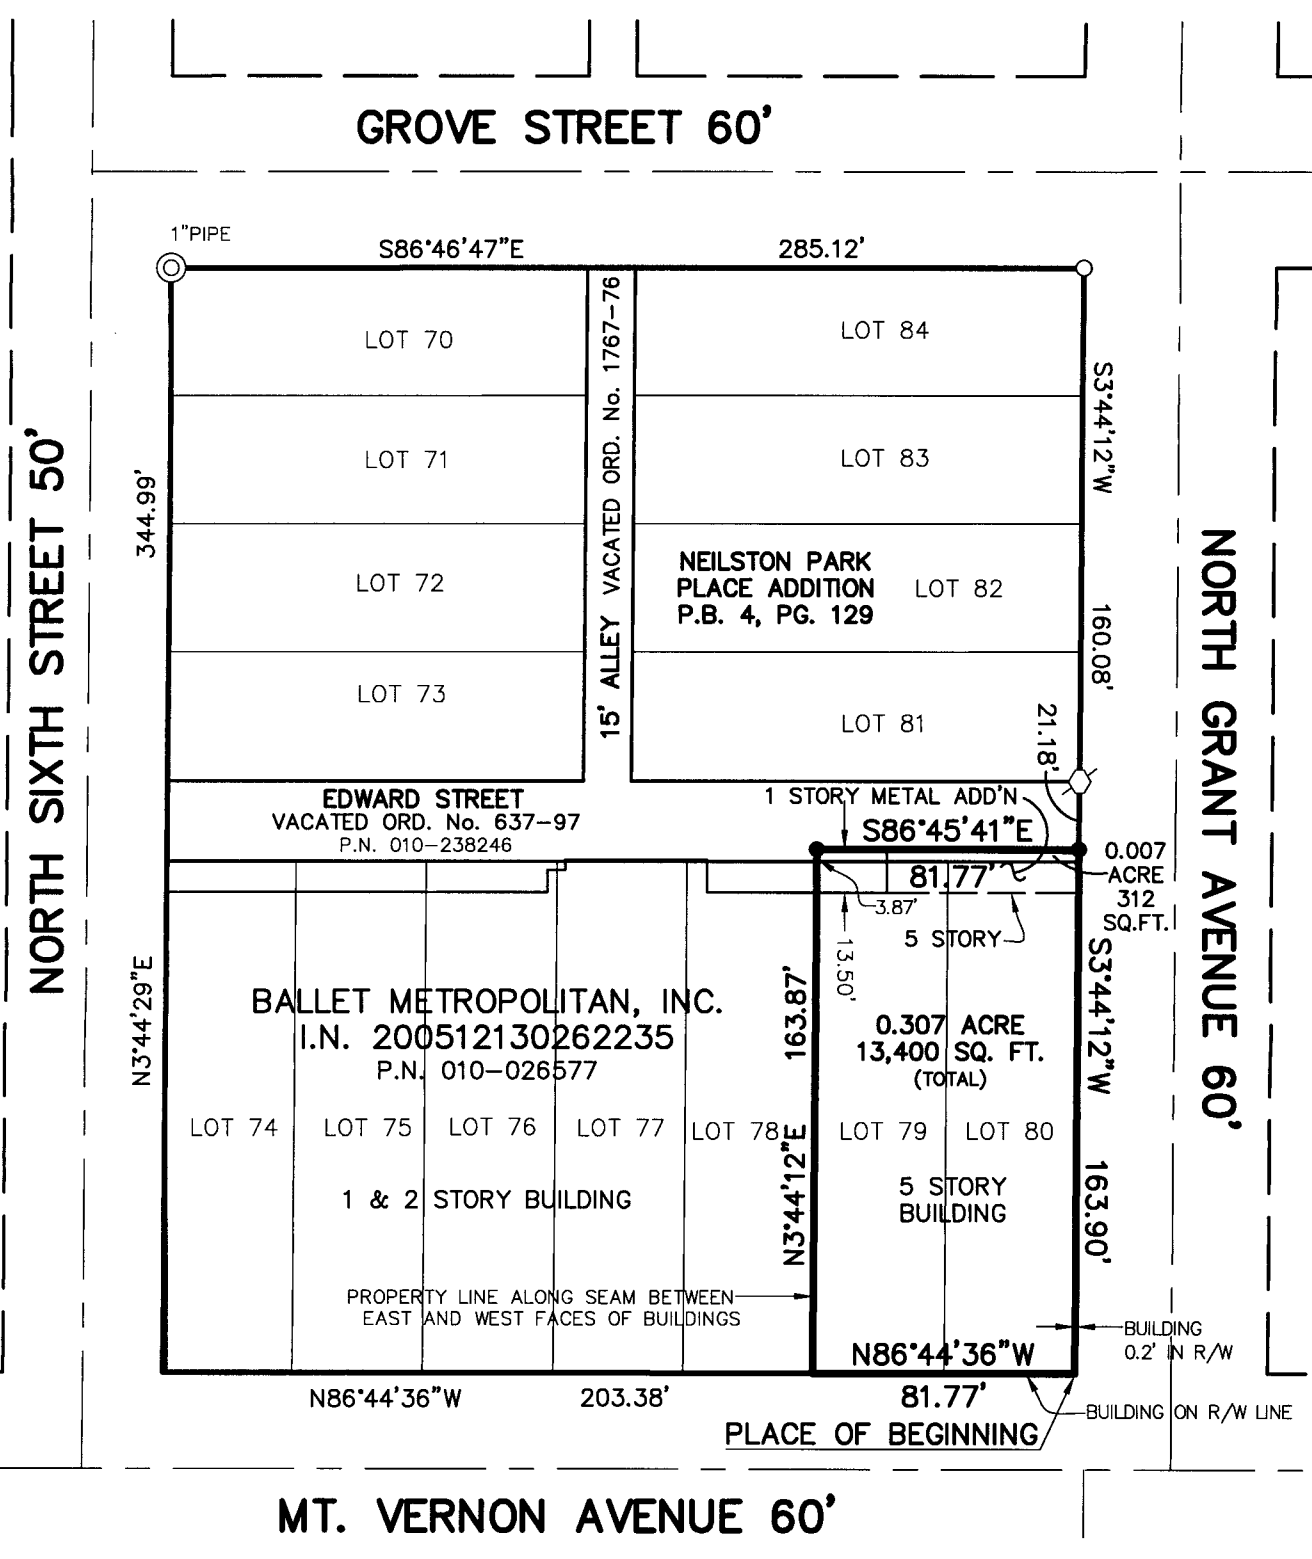 GROVE STREET 60'
1"PIPE
S86°46'47"E
285.12'
LOT 70
LOT 84
LOT 71
LOT 83
LOT 72
LOT 82
LOT 73
LOT 81
15' ALLEY VACATED ORD. No. 1767-76
NEILSTON PARK
PLACE ADDITION
P.B. 4, PG. 129
344.99'
N3°44'29"E
NORTH SIXTH STREET 50'
S3°44'12"W
160.08'
21.18'
NORTH GRANT AVENUE 60'
EDWARD STREET
VACATED ORD. No. 637-97
P.N. 010-238246
1 STORY METAL ADD'N
S86°45'41"E
81.77'
0.007
ACRE
312
SQ.FT.
3.87'
13.50'
5 STORY
BALLET METROPOLITAN, INC.
I.N. 200512130262235
P.N. 010-026577
0.307 ACRE
13,400 SQ. FT.
(TOTAL)
163.87'
N3°44'12"E
S3°44'12"W
163.90'
LOT 74
LOT 75
LOT 76
LOT 77
LOT 78
LOT 79
LOT 80
1 & 2 STORY BUILDING
5 STORY
BUILDING
PROPERTY LINE ALONG SEAM BETWEEN
EAST AND WEST FACES OF BUILDINGS
BUILDING
0.2' IN R/W
N86°44'36"W
81.77'
N86°44'36"W
203.38'
BUILDING ON R/W LINE
PLACE OF BEGINNING
MT. VERNON AVENUE 60'